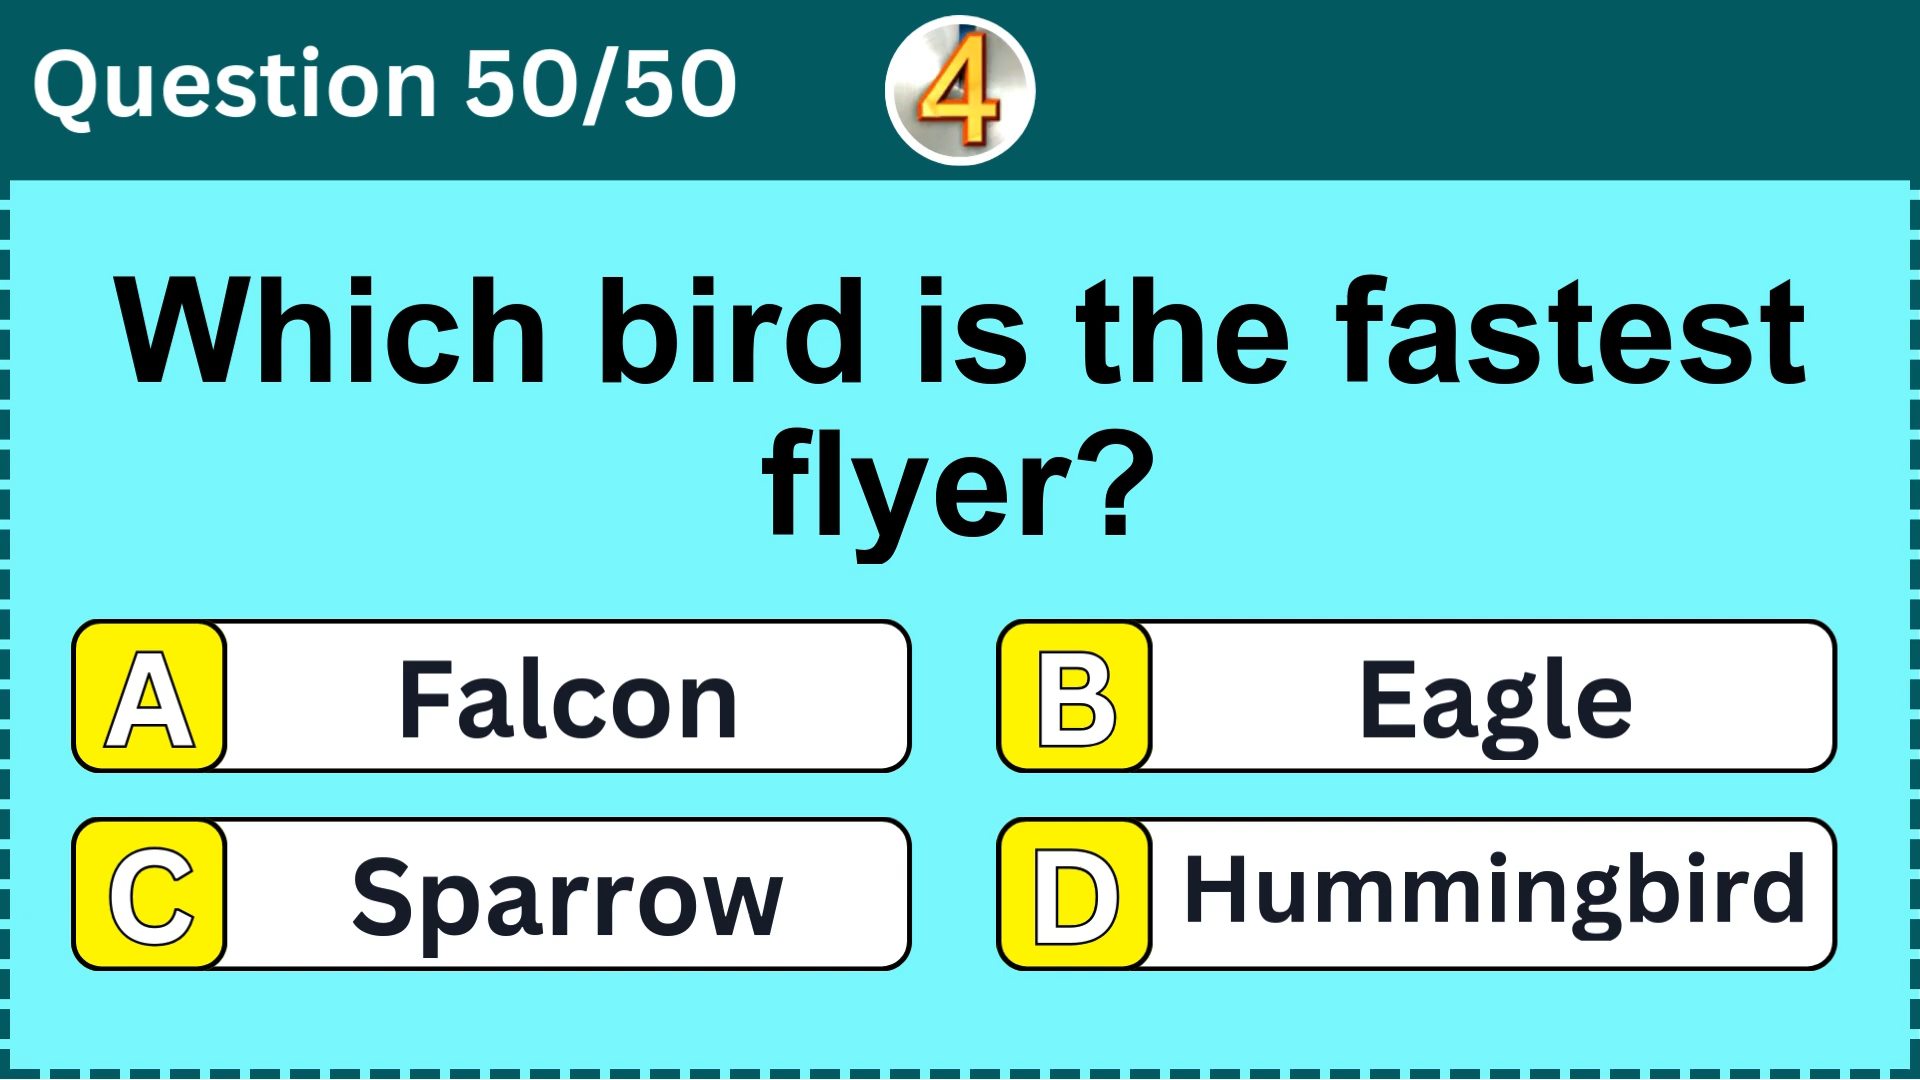 Question 50/50
4
Which bird is the fastest
flyer?
A Falcon
B Eagle
C Sparrow
D Hummingbird